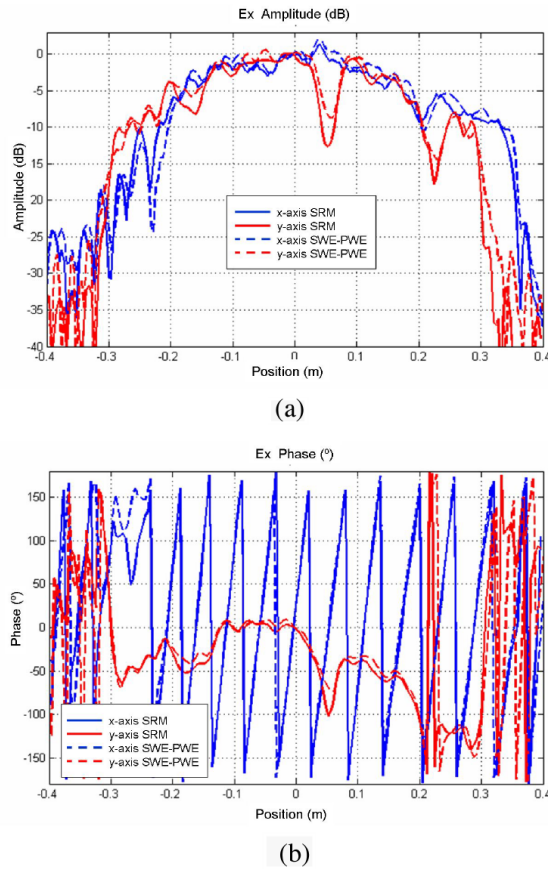 Ex Amplitude (dB)
0
-5
-10
15
20
25
-30
35
-40
Amplitude (dB)
x-axis SRM
y-axis SRM
x-axis SWE-PWE
y-axis SWE-PWE
-0.4 -0.3 -0.2 -0.1 0 0.1 0.2 0.3 0.4
Position (m)
(a)
Ex Phase (º)
150
100
50
0
-50
-100
-150
Phase (º)
x-axis SRM
y-axis SRM
x-axis SWE-PWE
y-axis SWE-PWE
-0.4 -0.3 -0.2 -0.1 0 0.1 0.2 0.3 0.4
Position (m)
(b)